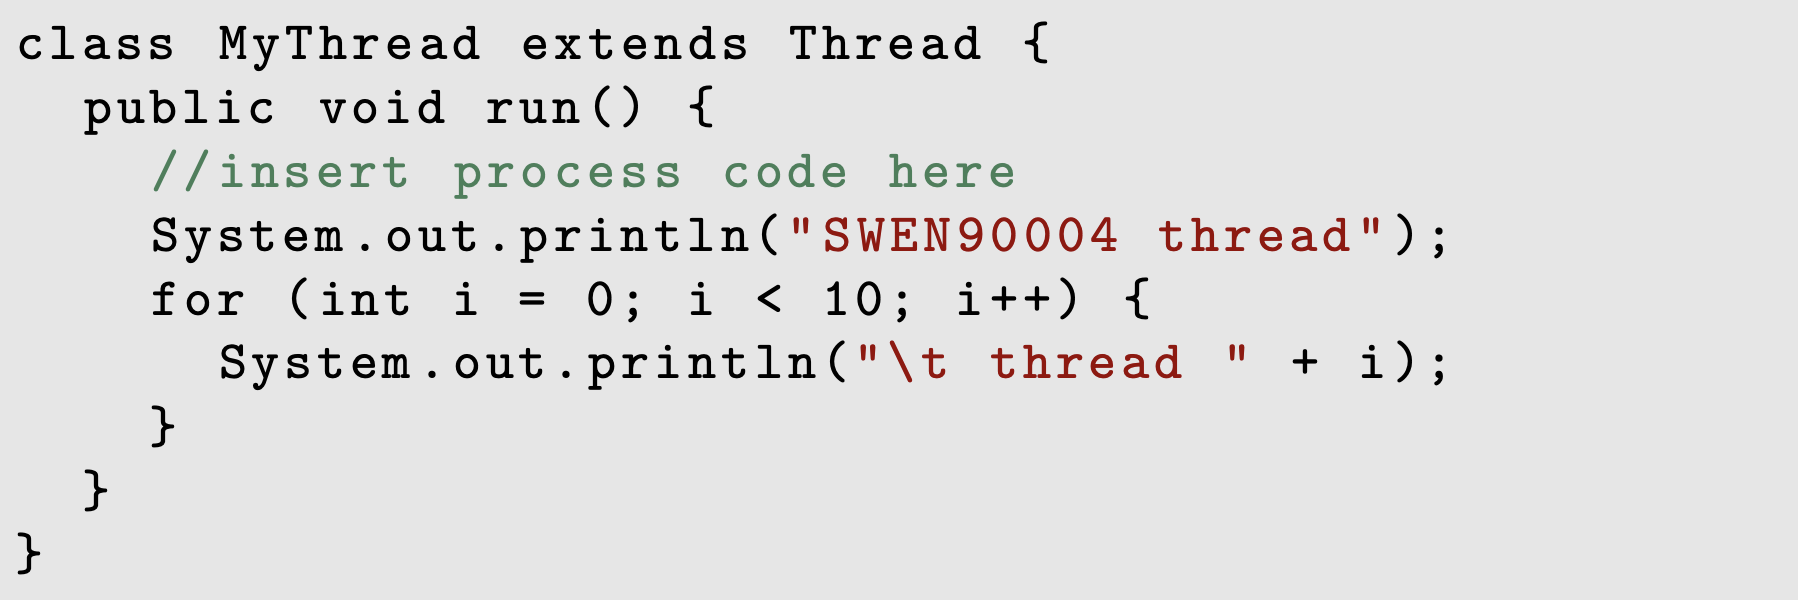 class MyThread extends Thread {
  public void run() {
    //insert process code here
    System.out.println("SWEN90004 thread");
    for (int i = 0; i < 10; i++) {
      System.out.println("\t thread " + i);
    }
  }
}